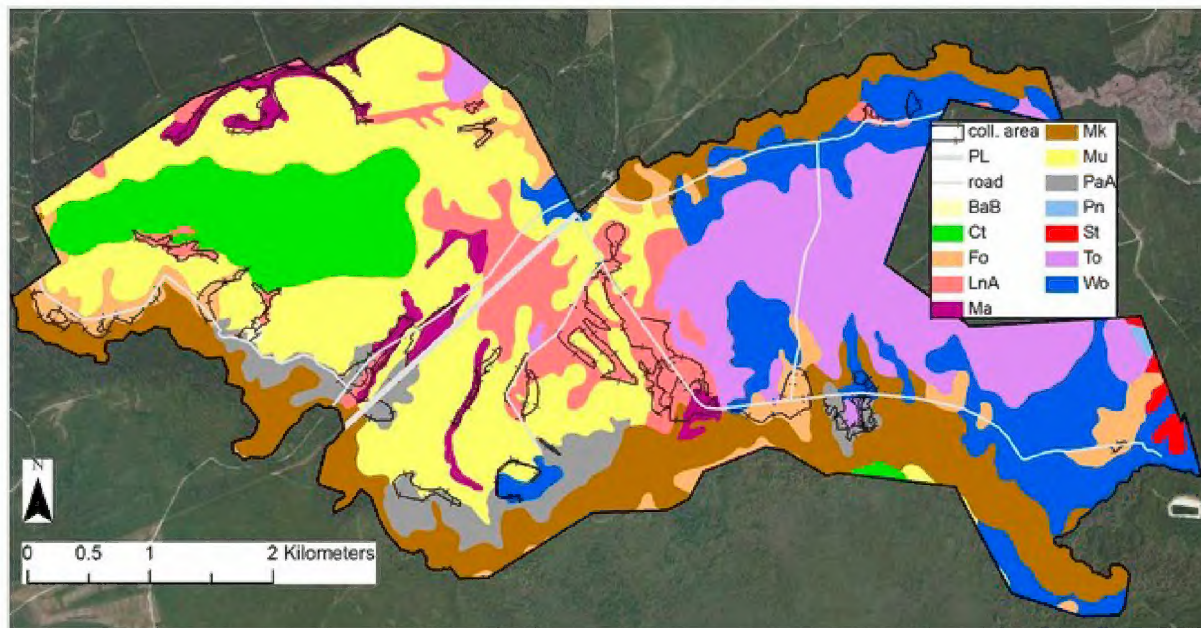 coll. area
PL
road
BaB
Ct
Fo
LnA
Ma
Mk
Mu
PaA
Pn
St
To
Wo
N
0 0.5 1 2 Kilometers